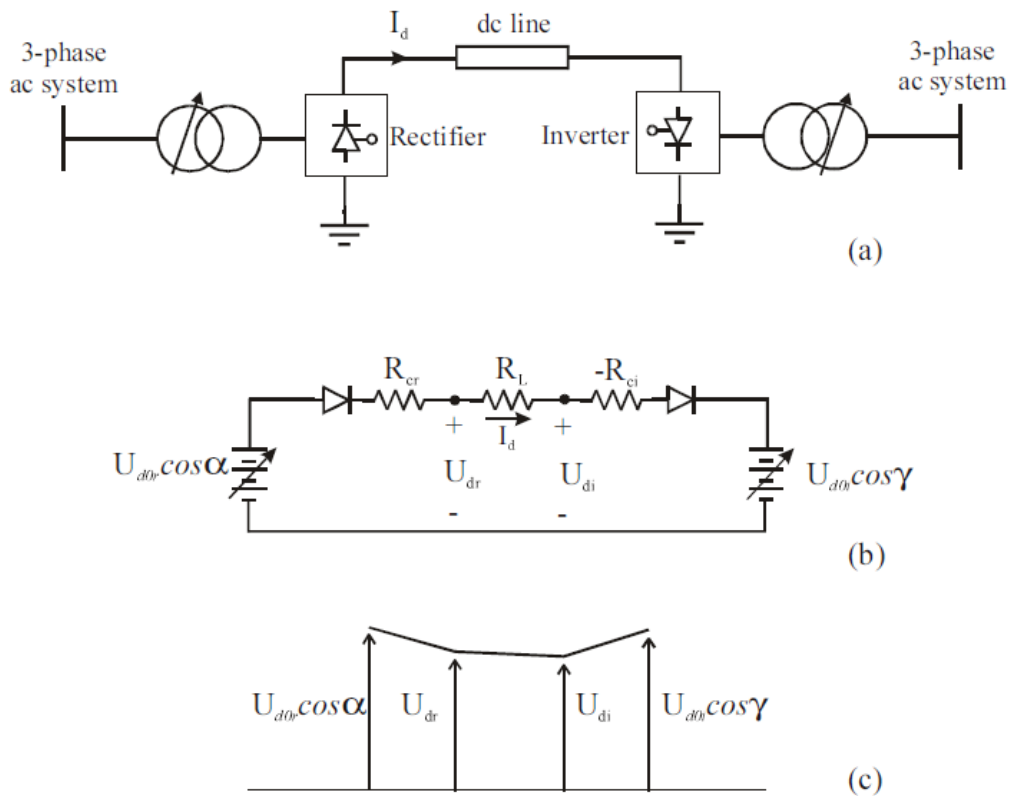 I_d
dc line
3-phase
ac system
3-phase
ac system
Rectifier
Inverter
(a)
R_cr
R_L
-R_ci
+
+
I_d
U_d0r cosα
U_dr
U_di
U_d0i cosγ
-
-
(b)
U_d0r cosα
U_dr
U_di
U_d0i cosγ
(c)